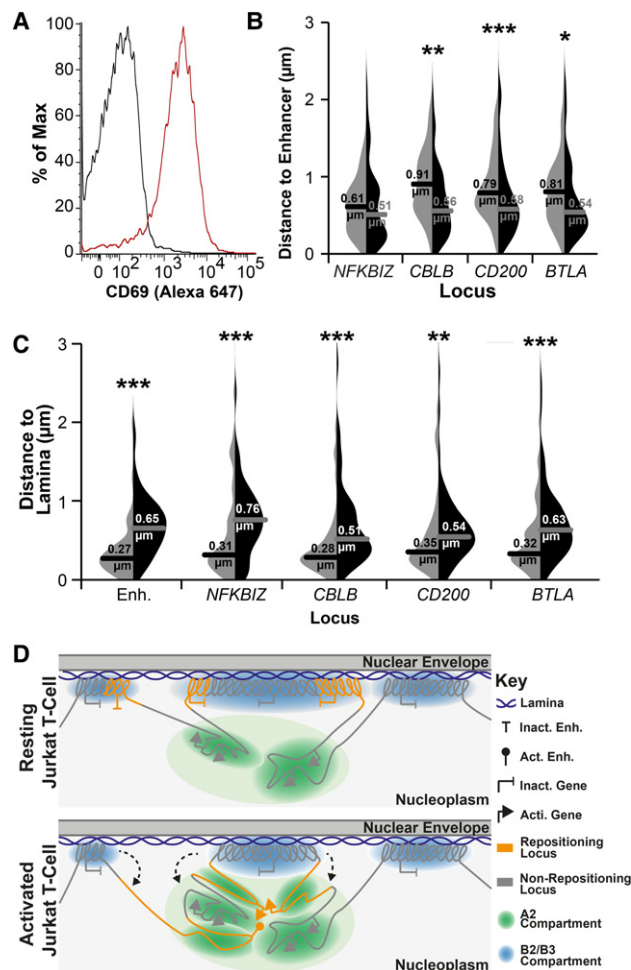 A
100
80
60
40
20
0
% of Max
0 10² 10³ 10⁴ 10⁵
CD69 (Alexa 647)
B
3
2
1
0
Distance to Enhancer (µm)
** *** *
0.61 µm 0.51 µm
0.91 µm 0.56 µm
0.79 µm 0.58 µm
0.81 µm 0.54 µm
NFKBIZ CBLB CD200 BTLA
Locus
C
3
2
1
0
Distance to Lamina (µm)
*** *** *** ** ***
0.27 µm 0.65 µm
0.31 µm 0.76 µm
0.28 µm 0.51 µm
0.35 µm 0.54 µm
0.32 µm 0.63 µm
Enh. NFKBIZ CBLB CD200 BTLA
Locus
D
Resting
Jurkat T-Cell
Nuclear Envelope
Nucleoplasm
Activated
Jurkat T-Cell
Nuclear Envelope
Nucleoplasm
Key
Lamina
Inact. Enh.
Act. Enh.
Inact. Gene
Acti. Gene
Repositioning
Locus
Non-Repositioning
Locus
A2
Compartment
B2/B3
Compartment